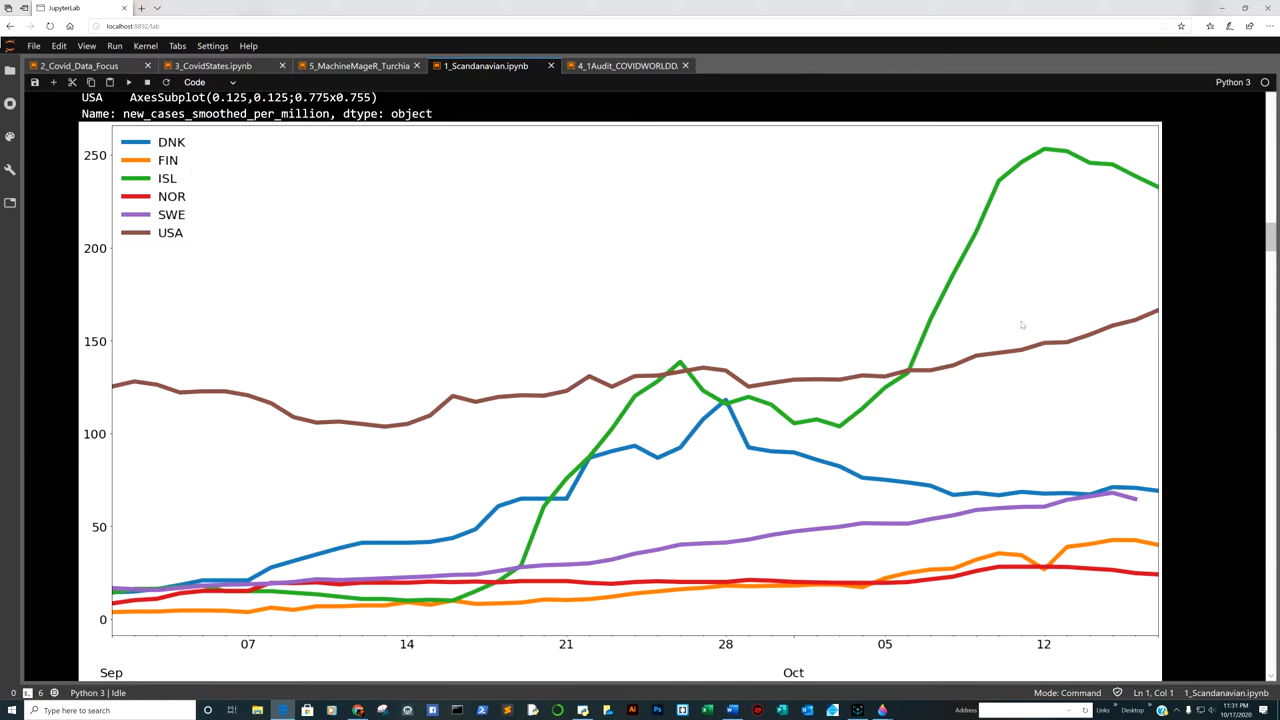 JupyterLab
localhost:8892/lab
File Edit View Run Kernel Tabs Settings Help
2_Covid_Data_Focus 3_CovidStates.ipynb 5_MachineMageR_Turchia 1_Scandanavian.ipynb 4_1Audit_COVIDWORLDD
Code Python 3
USA AxesSubplot(0.125,0.125;0.775x0.755)
Name: new_cases_smoothed_per_million, dtype: object
DNK
FIN
ISL
NOR
SWE
USA
250
200
150
100
50
0
07 14 21 28 05 12
Sep Oct
0 6 Python 3 | Idle Mode: Command Ln 1, Col 1 1_Scandanavian.ipynb
Type here to search Address Links Desktop 11:31 PM
10/17/2020